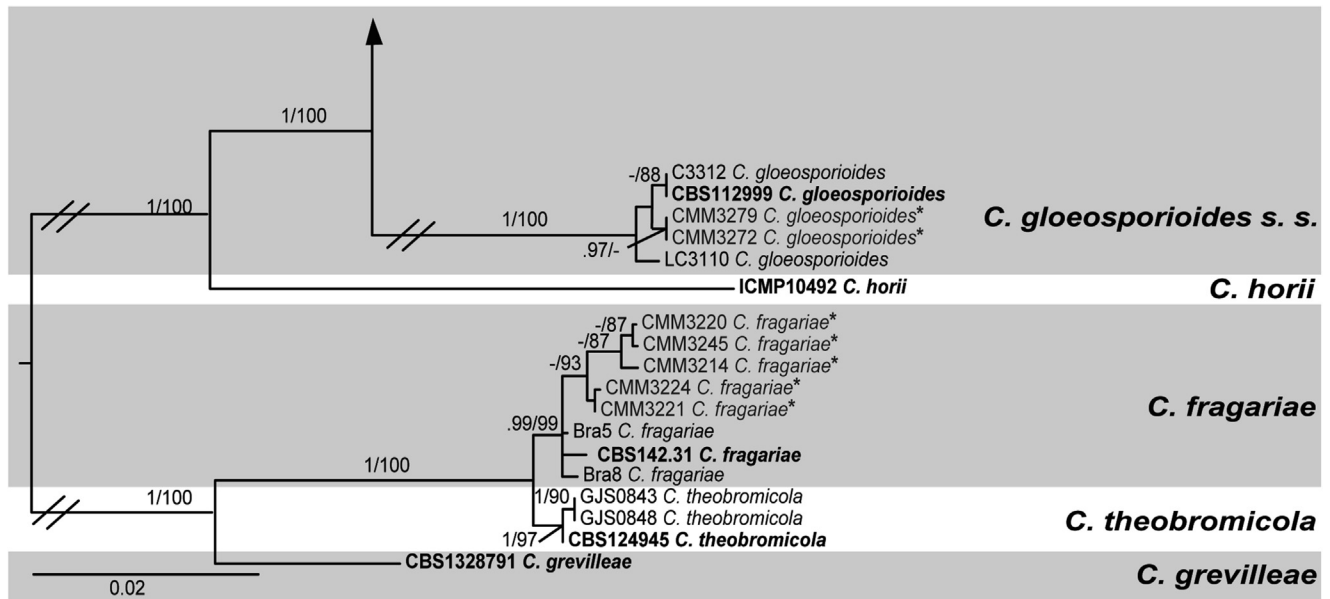 1/100
-/88
C3312 C. gloeosporioides
CBS112999 C. gloeosporioides
1/100
1/100
CMM3279 C. gloeosporioides*
C. gloeosporioides s. s.
CMM3272 C. gloeosporioides*
.97/-
LC3110 C. gloeosporioides
ICMP10492 C. horii
C. horii
-/87
CMM3220 C. fragariae*
-/87
CMM3245 C. fragariae*
-/93
CMM3214 C. fragariae*
CMM3224 C. fragariae*
CMM3221 C. fragariae*
C. fragariae
.99/99
Bra5 C. fragariae
CBS142.31 C. fragariae
1/100
Bra8 C. fragariae
1/100
1/90
GJS0843 C. theobromicola
GJS0848 C. theobromicola
C. theobromicola
1/97
CBS124945 C. theobromicola
CBS1328791 C. grevilleae
C. grevilleae
0.02